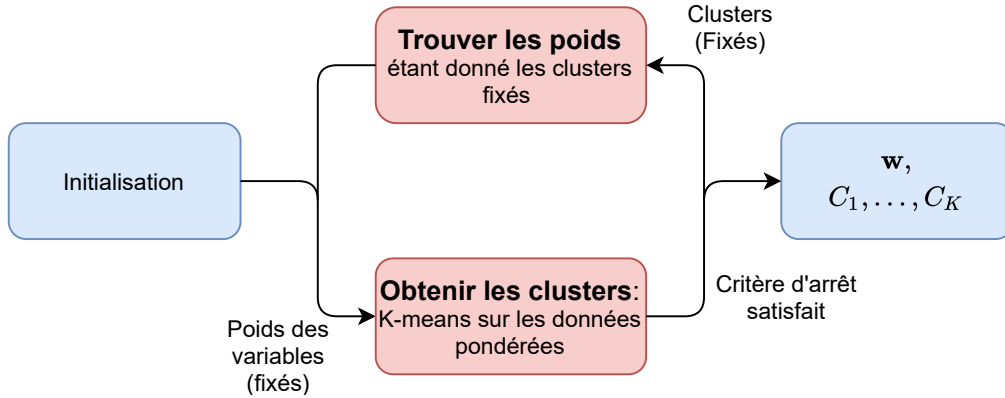 Trouver les poids
étant donné les clusters
fixés
Clusters
(Fixés)
Initialisation
w,
C₁, . . . , C_K
Obtenir les clusters:
K-means sur les données
pondérées
Critère d'arrêt
satisfait
Poids des
variables
(fixés)